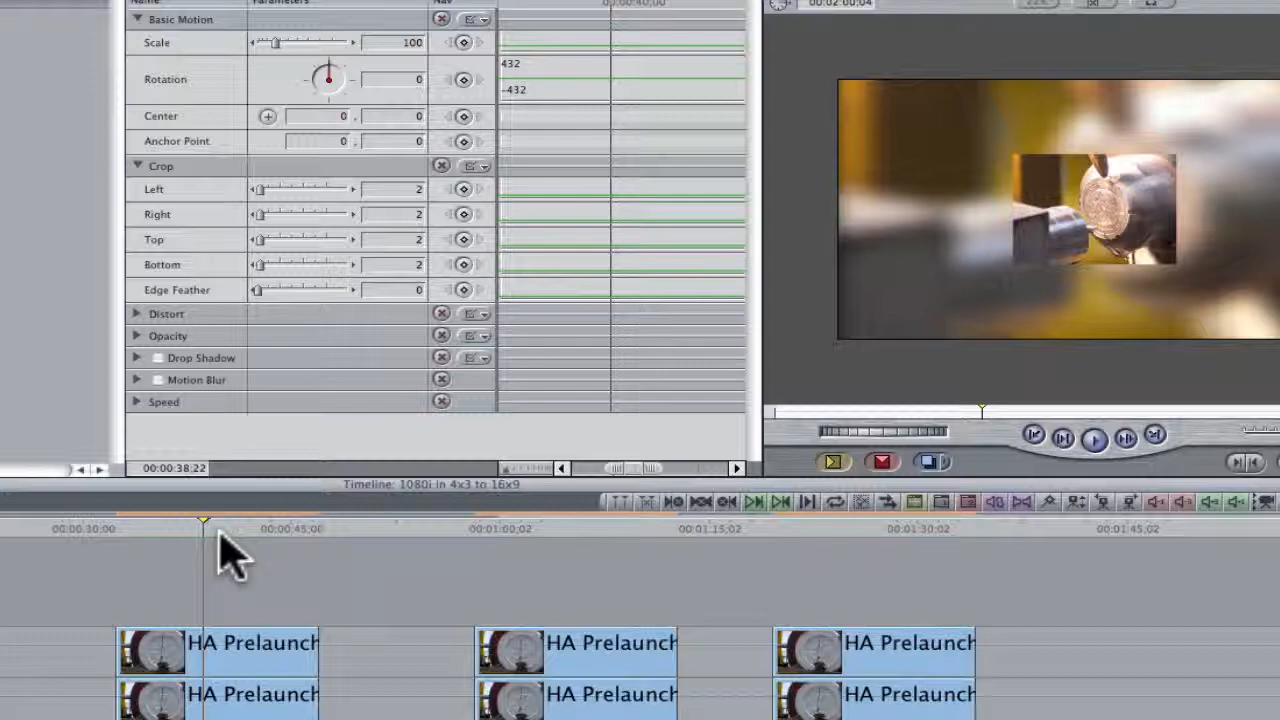 Name Parameters Nav 00:00:40;00
00:02:00;04
Basic Motion
Scale 100
Rotation 0 432 -432
Center 0 , 0
Anchor Point 0 , 0
Crop
Left 2
Right 2
Top 2
Bottom 2
Edge Feather 0
Distort
Opacity
Drop Shadow
Motion Blur
Speed
00:00:38;22
Timeline: 1080i in 4x3 to 16x9
00:00:30;00 00:00:45;00 00:01:00;02 00:01:15;02 00:01:30;02 00:01:45;02
HA Prelaunch HA Prelaunch HA Prelaunch
HA Prelaunch HA Prelaunch HA Prelaunch